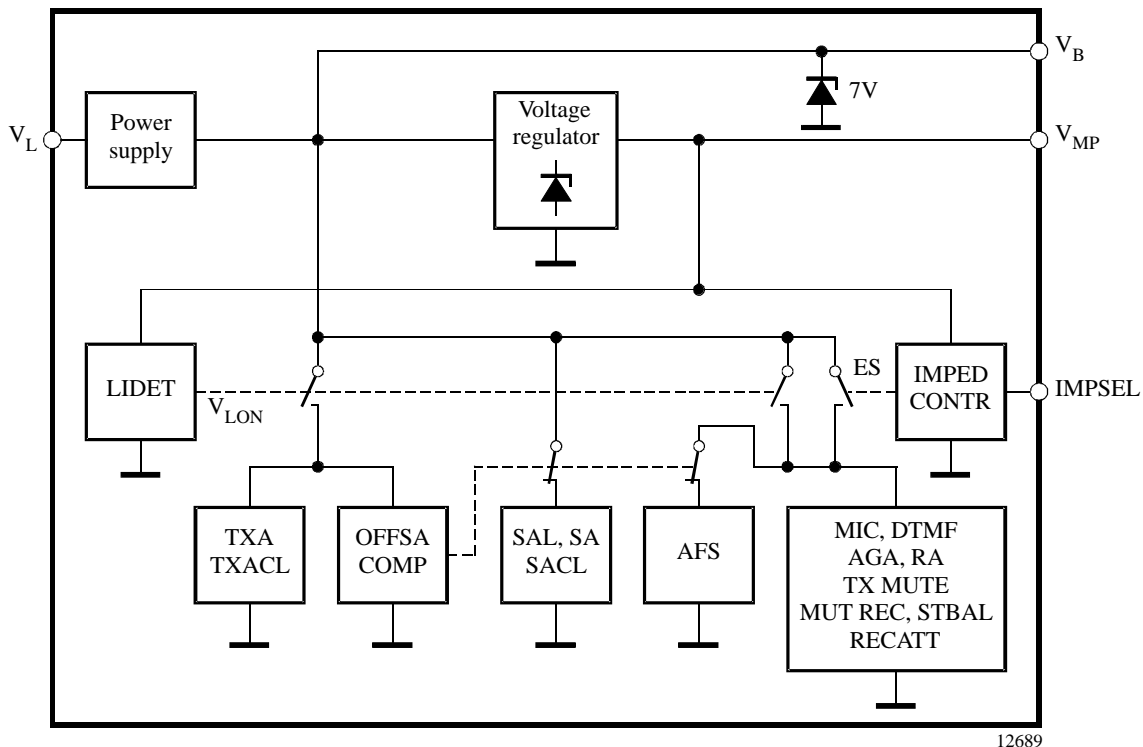 V_B
7V
Power
supply
Voltage
regulator
V_L
V_MP
LIDET
V_LON
ES
IMPED
CONTR
IMPSEL
TXA
TXACL
OFFSA
COMP
SAL, SA
SACL
AFS
MIC, DTMF
AGA, RA
TX MUTE
MUT REC, STBAL
RECATT
12689